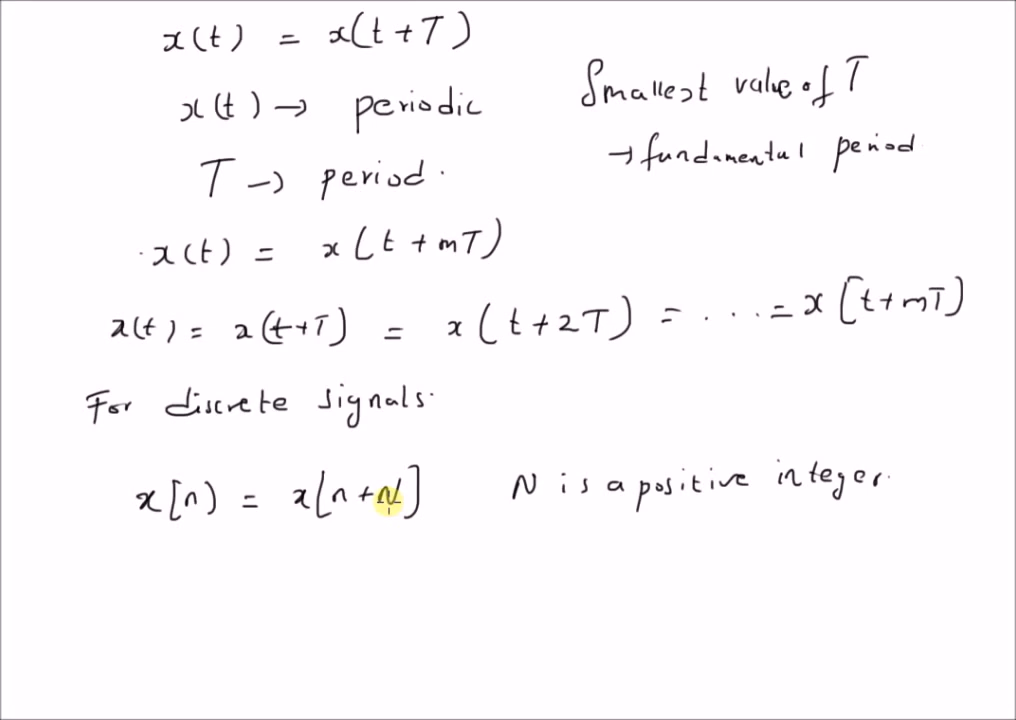 x(t) = x(t+T)
x(t) → periodic
Smallest value of T
→ fundamental period
T → period.
x(t) = x(t+mT)
x(t) = x(t+T) = x(t+2T) = ... = x[t+mT)
For discrete signals.
x[n) = x[n+N]
N is a positive integer.